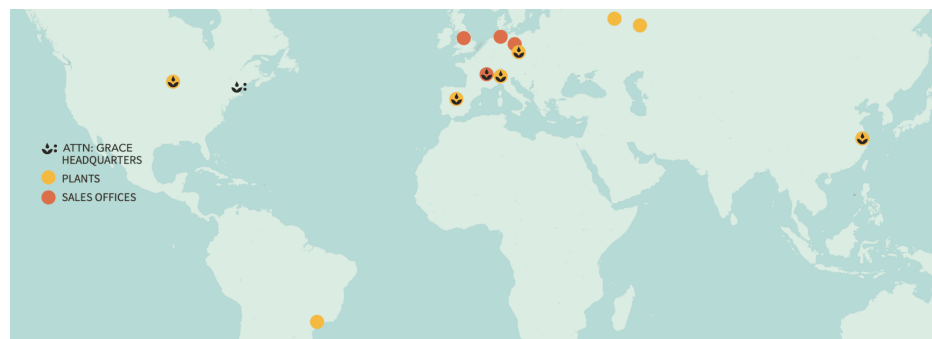 ATTN: GRACE
HEADQUARTERS
PLANTS
SALES OFFICES